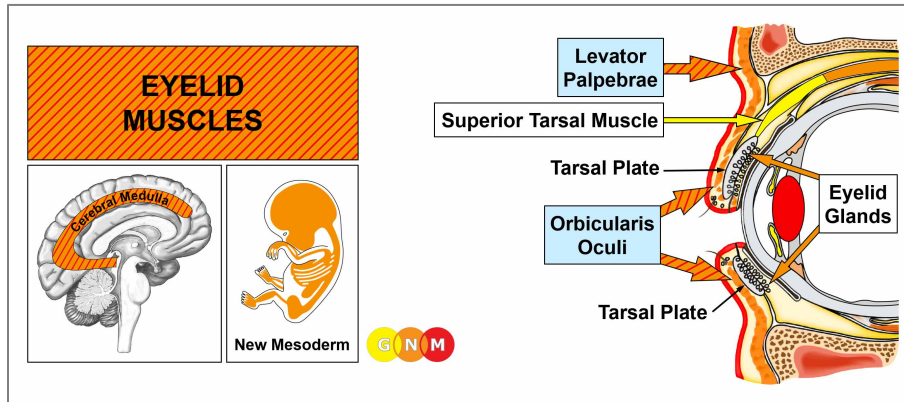 EYELID
MUSCLES
Cerebral Medulla
New Mesoderm
G N M
Levator
Palpebrae
Superior Tarsal Muscle
Tarsal Plate
Orbicularis
Oculi
Eyelid
Glands
Tarsal Plate